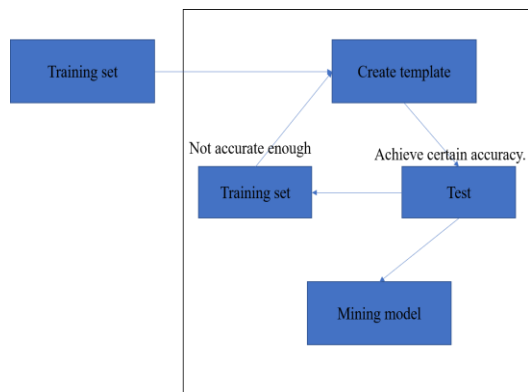 Training set
Create template
Not accurate enough
Achieve certain accuracy.
Training set
Test
Mining model